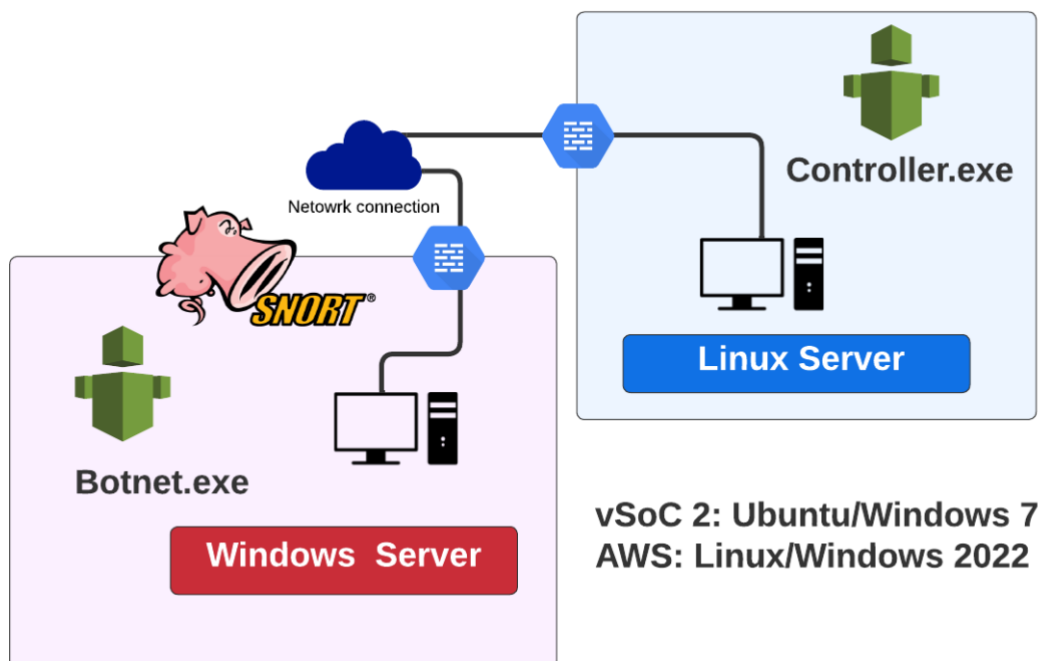 Controller.exe
Netowrk connection
SNORT®
Linux Server
Botnet.exe
Windows Server
vSoC 2: Ubuntu/Windows 7
AWS: Linux/Windows 2022